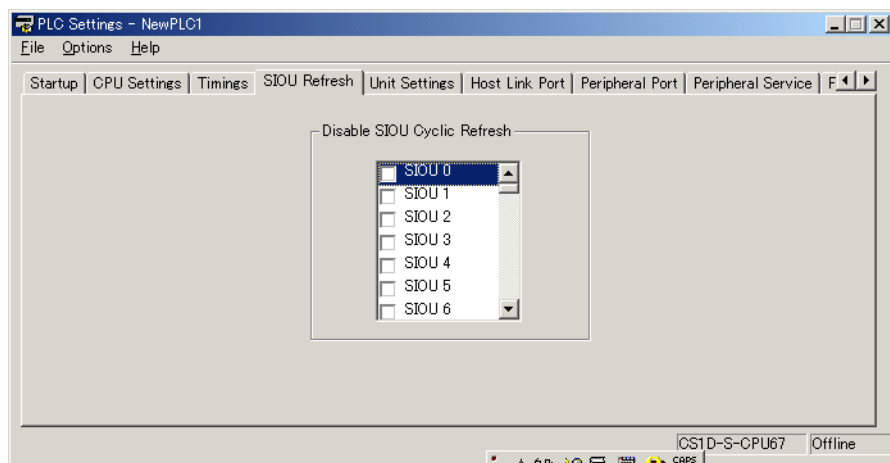 PLC Settings - NewPLC1
File Options Help
Startup CPU Settings Timings SIOU Refresh Unit Settings Host Link Port Peripheral Port Peripheral Service F
Disable SIOU Cyclic Refresh
SIOU 0
SIOU 1
SIOU 2
SIOU 3
SIOU 4
SIOU 5
SIOU 6
CS1D-S-CPU67 Offline
CAPS